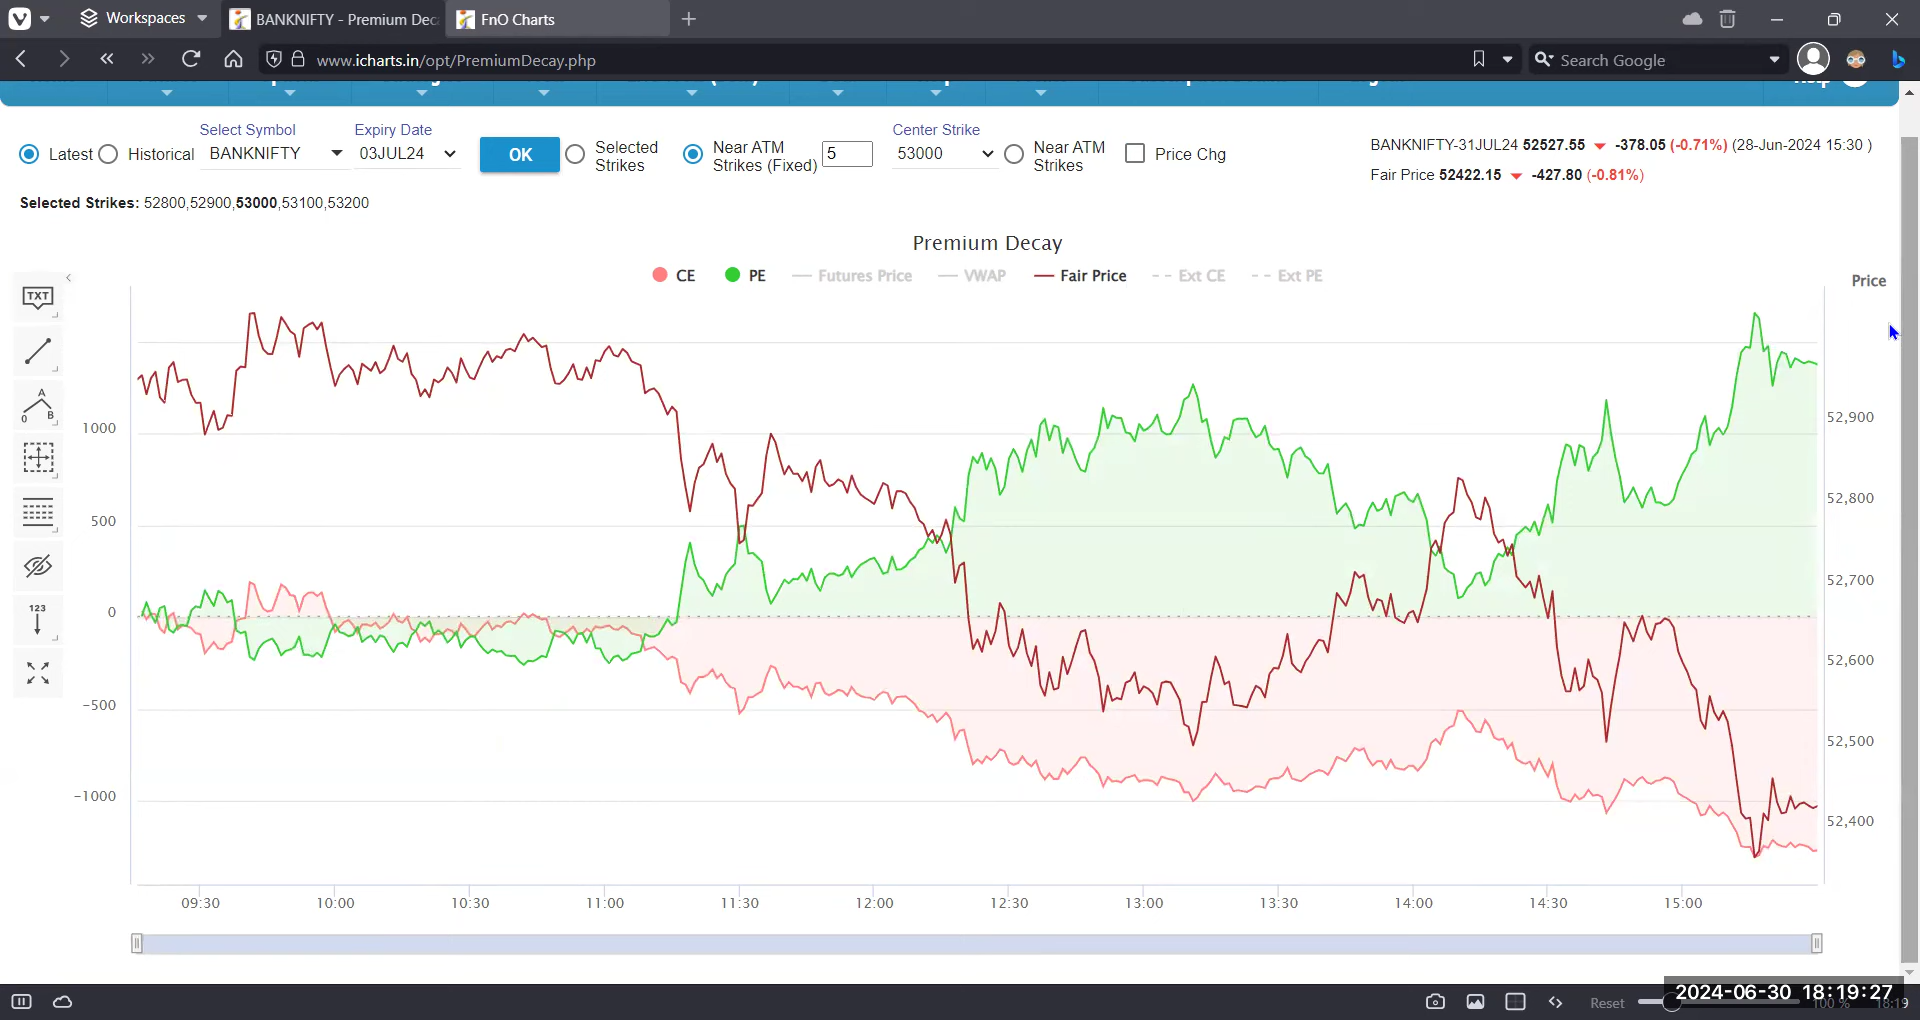 Workspaces
BANKNIFTY - Premium Dec
FnO Charts
www.icharts.in/opt/PremiumDecay.php
Search Google
Latest
Historical
Select Symbol
BANKNIFTY
Expiry Date
03JUL24
OK
Selected
Strikes
Near ATM
Strikes (Fixed)
5
Center Strike
53000
Near ATM
Strikes
Price Chg
BANKNIFTY-31JUL24 52527.55 ▼ -378.05 (-0.71%) (28-Jun-2024 15:30 )
Fair Price 52422.15 ▼ -427.80 (-0.81%)
Selected Strikes: 52800,52900,53000,53100,53200
Premium Decay
CE PE Futures Price VWAP Fair Price Ext CE Ext PE
Price
TXT
A
0 B
123
1000
500
0
-500
-1000
52,900
52,800
52,700
52,600
52,500
52,400
09:30 10:00 10:30 11:00 11:30 12:00 12:30 13:00 13:30 14:00 14:30 15:00
Reset
100 %
2024-06-30 18:19:27
18:19